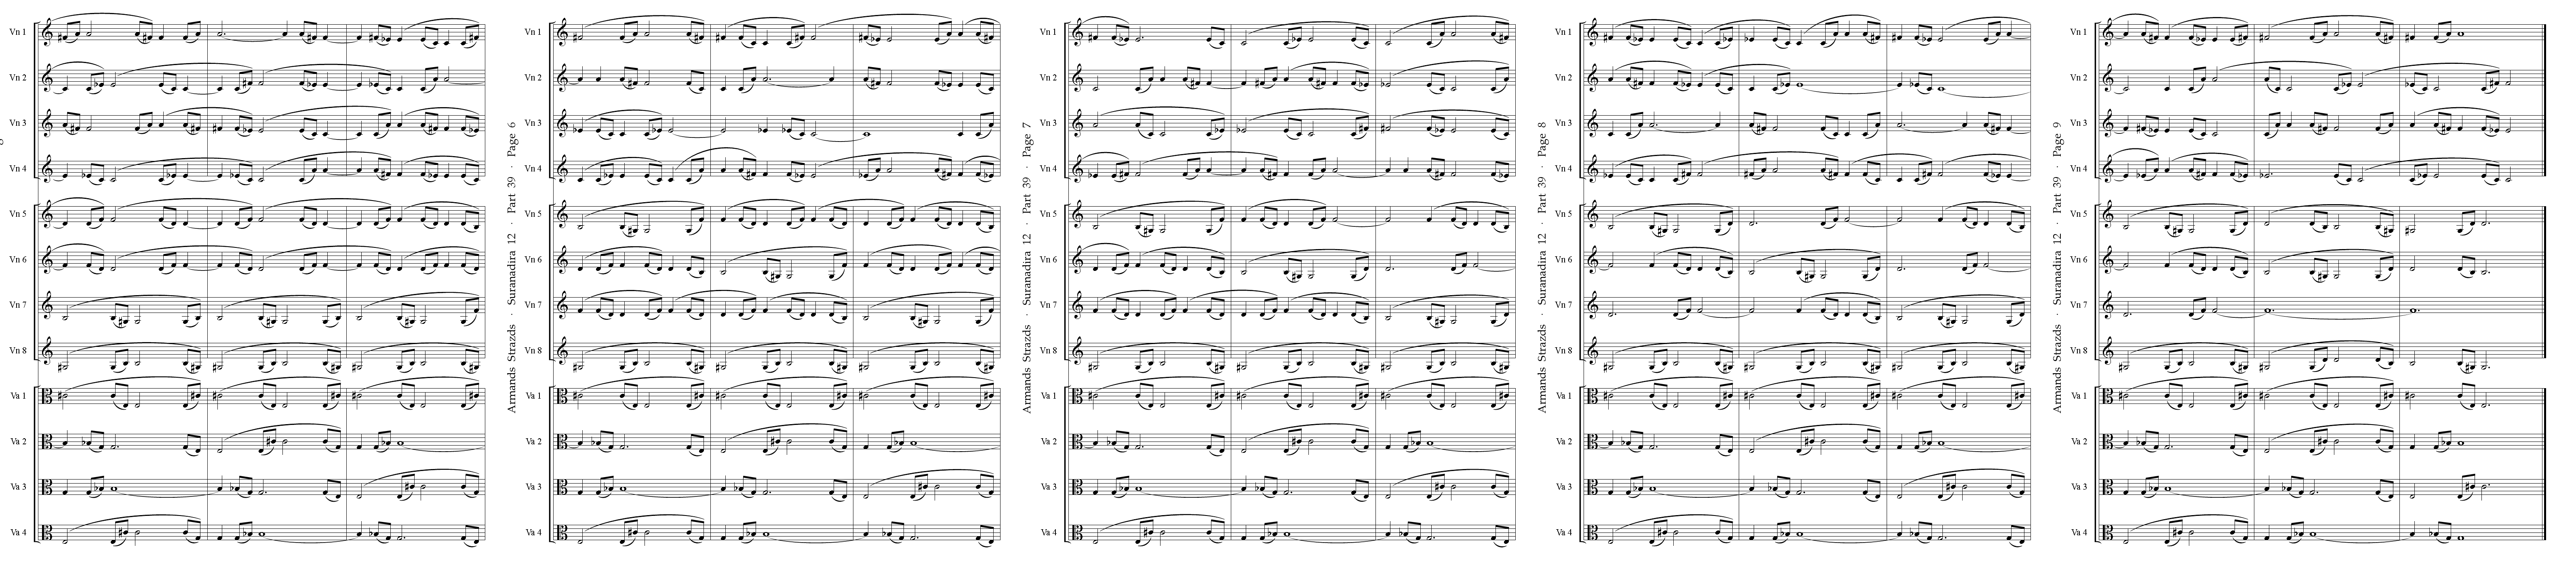 Vn 1
Vn 2
Vn 3
Vn 4
Vn 5
Vn 6
Vn 7
Vn 8
Va 1
Va 2
Va 3
Va 4
Armands Strazds · Suranadira 12 · Part 39 · Page 6
Vn 1
Vn 2
Vn 3
Vn 4
Vn 5
Vn 6
Vn 7
Vn 8
Va 1
Va 2
Va 3
Va 4
Armands Strazds · Suranadira 12 · Part 39 · Page 7
Vn 1
Vn 2
Vn 3
Vn 4
Vn 5
Vn 6
Vn 7
Vn 8
Va 1
Va 2
Va 3
Va 4
Armands Strazds · Suranadira 12 · Part 39 · Page 8
Vn 1
Vn 2
Vn 3
Vn 4
Vn 5
Vn 6
Vn 7
Vn 8
Va 1
Va 2
Va 3
Va 4
Armands Strazds · Suranadira 12 · Part 39 · Page 9
Vn 1
Vn 2
Vn 3
Vn 4
Vn 5
Vn 6
Vn 7
Vn 8
Va 1
Va 2
Va 3
Va 4